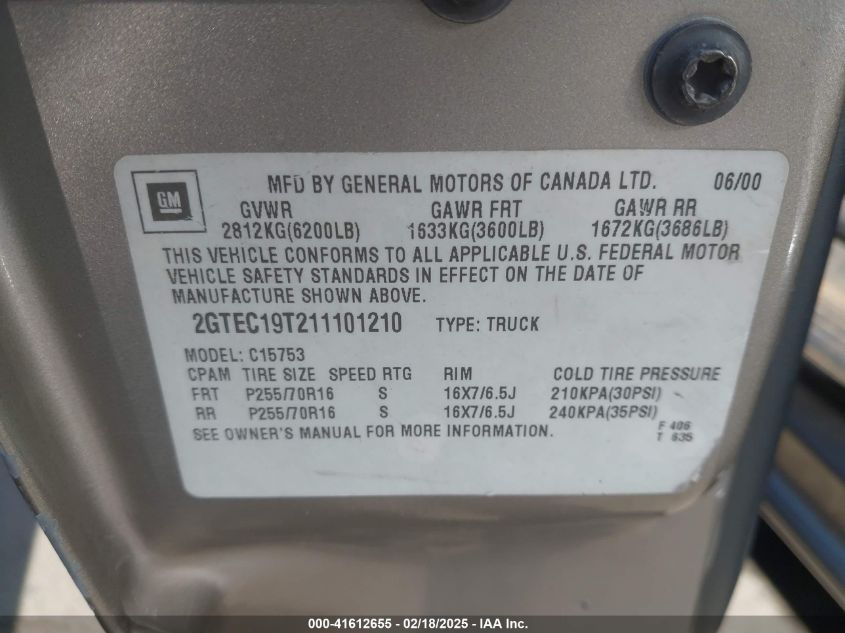 GM
MFD BY GENERAL MOTORS OF CANADA LTD. 06/00
GVWR GAWR FRT GAWR RR
2812KG(6200LB) 1633KG(3600LB) 1672KG(3686LB)
THIS VEHICLE CONFORMS TO ALL APPLICABLE U.S. FEDERAL MOTOR
VEHICLE SAFETY STANDARDS IN EFFECT ON THE DATE OF
MANUFACTURE SHOWN ABOVE.
2GTEC19T211101210 TYPE: TRUCK
MODEL: C15753
CPAM TIRE SIZE SPEED RTG RIM COLD TIRE PRESSURE
FRT P255/70R16 S 16X7/6.5J 210KPA(30PSI)
RR P255/70R16 S 16X7/6.5J 240KPA(35PSI)
SEE OWNER'S MANUAL FOR MORE INFORMATION.
F 406
T 635
000-41612655 - 02/18/2025 - IAA Inc.